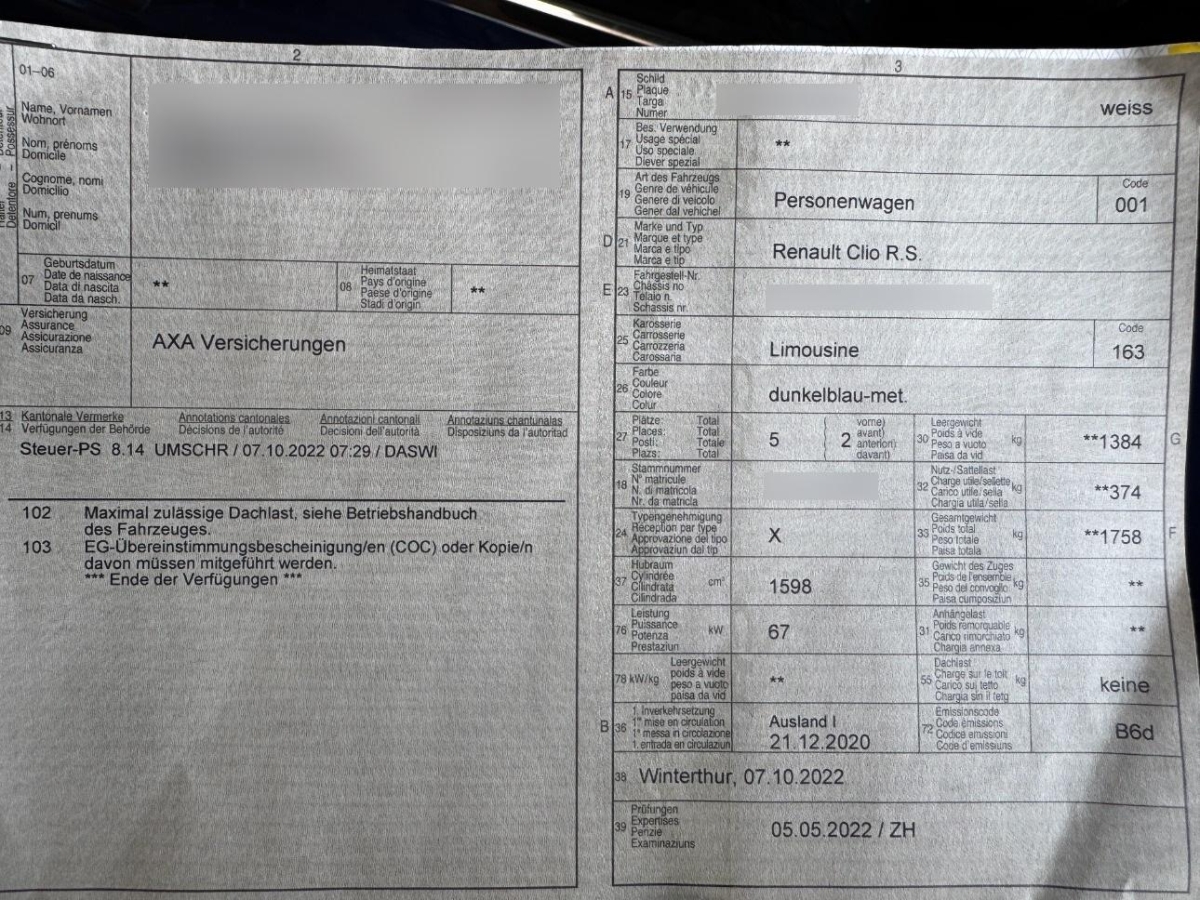 2
01–06
Name, Vornamen
Wohnort
Nom, prénoms
Domicile
Cognome, nomi
Domicilio
Num, prenums
Domicil
Detentore – Possessur
07
Geburtsdatum
Date de naissance
Data di nascita
Data da nasch.
**
08
Heimatstaat
Pays d'origine
Paese d'origine
Stadi d'origin
**
09
Versicherung
Assurance
Assicurazione
Assicuranza
AXA Versicherungen
13 Kantonale Vermerke Annotations cantonales Annotazioni cantonali Annotaziuns chantunalas
14 Verfügungen der Behörde Décisions de l'autorité Decisioni dell'autorità Disposiziuns da l'autoritad
Steuer-PS 8.14 UMSCHR / 07.10.2022 07:29 / DASWI
102 Maximal zulässige Dachlast, siehe Betriebshandbuch
des Fahrzeuges.
103 EG-Übereinstimmungsbescheinigung/en (COC) oder Kopie/n
davon müssen mitgeführt werden.
*** Ende der Verfügungen ***
3
A 15
Schild
Plaque
Targa
Numer
weiss
17
Bes. Verwendung
Usage spécial
Uso speciale
Diever spezial
**
19
Art des Fahrzeugs
Genre de véhicule
Genere di veicolo
Gener dal vehichel
Personenwagen
Code
001
D 21
Marke und Typ
Marque et type
Marca e tipo
Marca e tip
Renault Clio R.S.
E 23
Fahrgestell-Nr.
Châssis no
Telaio n.
Schassis nr.
25
Karosserie
Carrosserie
Carrozzeria
Carossaria
Limousine
Code
163
26
Farbe
Couleur
Colore
Colur
dunkelblau-met.
27
Plätze: Total
Places: Total
Posti: Totale
Plazs: Total
5
2
vorne)
avant)
anteriori)
davant)
30
Leergewicht
Poids à vide
Peso a vuoto
Paisa da vid
kg
**1384
G
18
Stammnummer
N° matricule
N. di matricola
Nr. da matricla
32
Nutz-/Sattellast
Charge utile/sellette
Carico utile/sella
Chargia utila/sella
kg
**374
24
Typengenehmigung
Réception par type
Approvazione del tipo
Approvaziun dal tip
X
33
Gesamtgewicht
Poids total
Peso totale
Paisa totala
kg
**1758
F
37
Hubraum
Cylindrée
Cilindrata
Cilindrada
cm³
1598
35
Gewicht des Zuges
Poids de l'ensemble
Peso del convoglio
Paisa cumposiziun
kg
**
76
Leistung
Puissance
Potenza
Prestaziun
kW
67
31
Anhängelast
Poids remorquable
Carico rimorchiato
Chargia annexa
kg
**
78 kW/kg
Leergewicht
poids à vide
peso a vuoto
paisa da vid
**
55
Dachlast
Charge sur le toit
Carico sul tetto
Chargia sin il tetg
kg
keine
B 36
1. Inverkehrsetzung
1re mise en circulation
1a messa in circolazione
1. entrada en circulaziun
Ausland I
21.12.2020
72
Emissionscode
Code émissions
Codice emissioni
Code d'emissiuns
B6d
38 Winterthur, 07.10.2022
39
Prüfungen
Expertises
Perizie
Examinaziuns
05.05.2022 / ZH